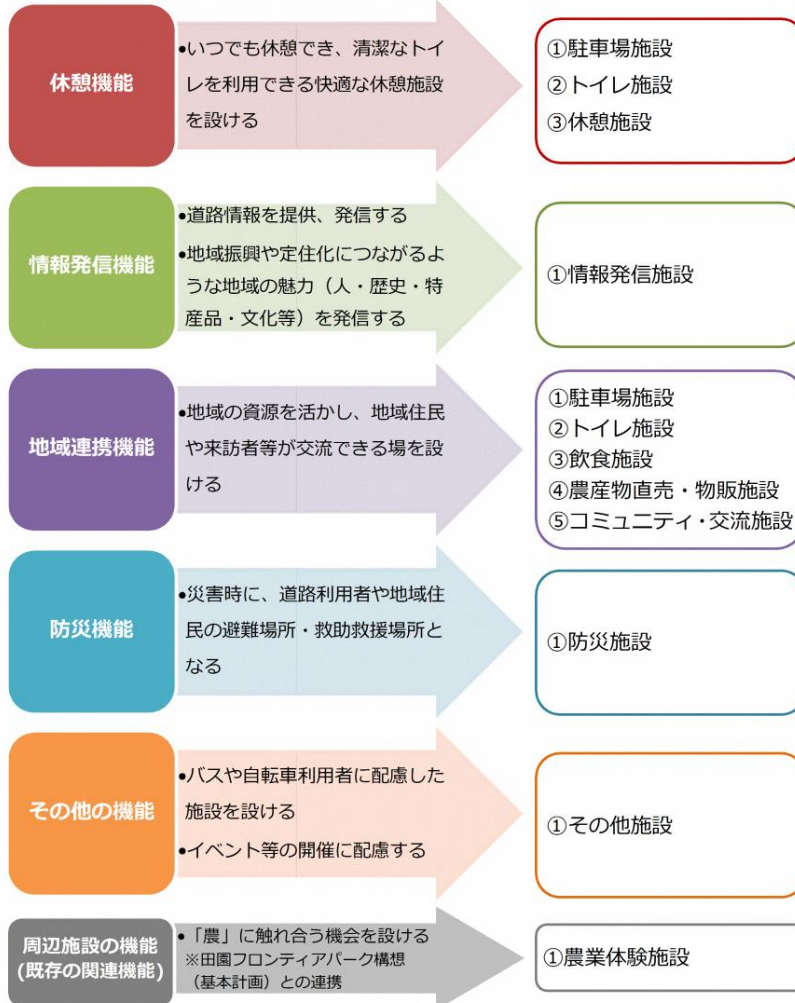 休憩機能
•いつでも休憩でき、清潔なトイ
レを利用できる快適な休憩施設
を設ける
①駐車場施設
②トイレ施設
③休憩施設
情報発信機能
•道路情報を提供、発信する
•地域振興や定住化につながるよ
うな地域の魅力（人・歴史・特
産品・文化等）を発信する
①情報発信施設
地域連携機能
•地域の資源を活かし、地域住民
や来訪者等が交流できる場を設
ける
①駐車場施設
②トイレ施設
③飲食施設
④農産物直売・物販施設
⑤コミュニティ・交流施設
防災機能
•災害時に、道路利用者や地域住
民の避難場所・救助救援場所と
なる
①防災施設
その他の機能
•バスや自転車利用者に配慮した
施設を設ける
•イベント等の開催に配慮する
①その他施設
周辺施設の機能
(既存の関連機能)
•「農」に触れ合う機会を設ける
※田園フロンティアパーク構想
（基本計画）との連携
①農業体験施設